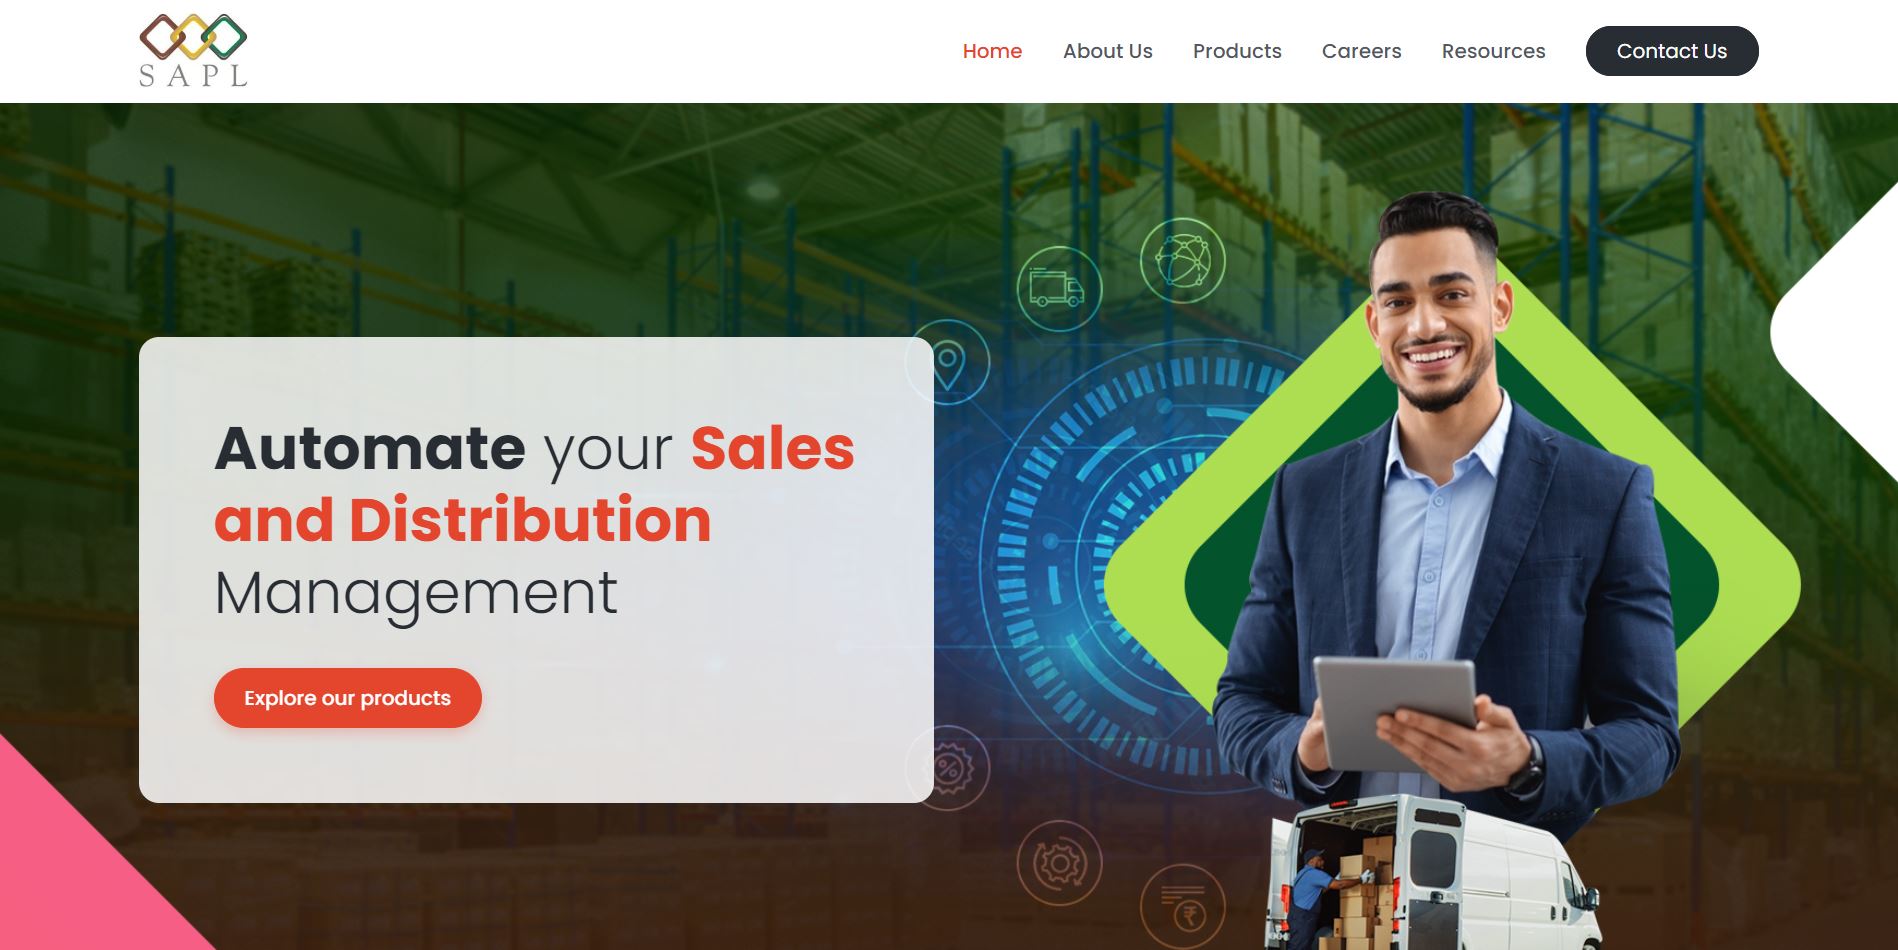 SAPL
Home
About Us
Products
Careers
Resources
Contact Us
Automate your Sales
and Distribution
Management
Explore our products